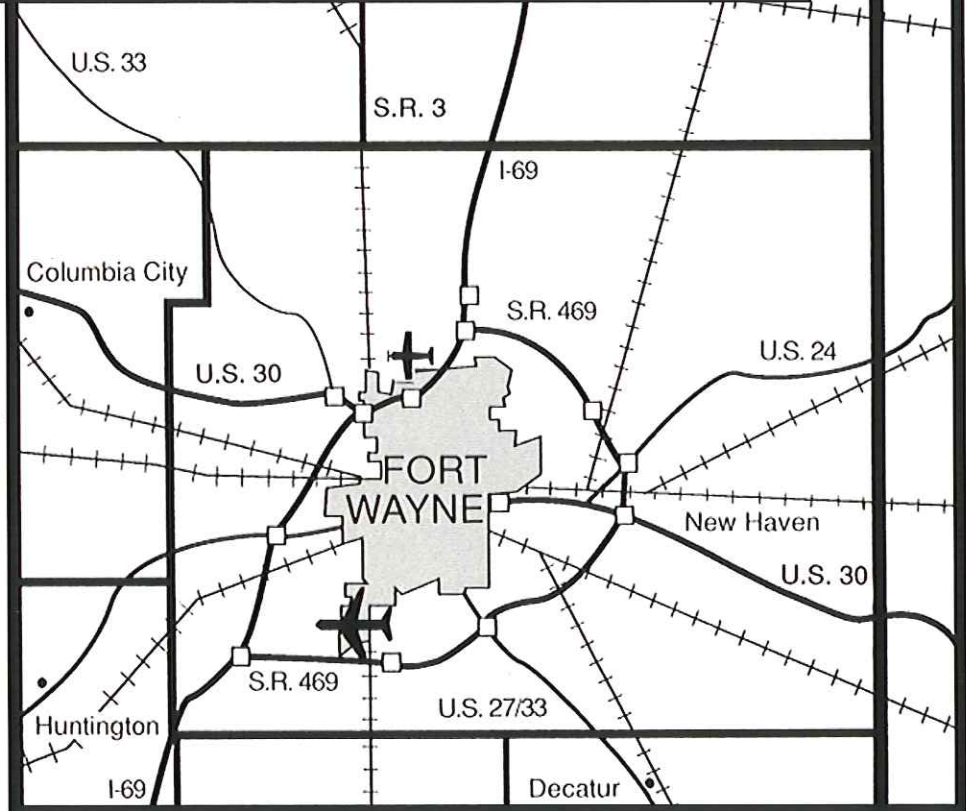 U.S. 33
S.R. 3
I-69
Columbia City
S.R. 469
U.S. 24
U.S. 30
FORT
WAYNE
New Haven
U.S. 30
S.R. 469
U.S. 27/33
Huntington
I-69
Decatur